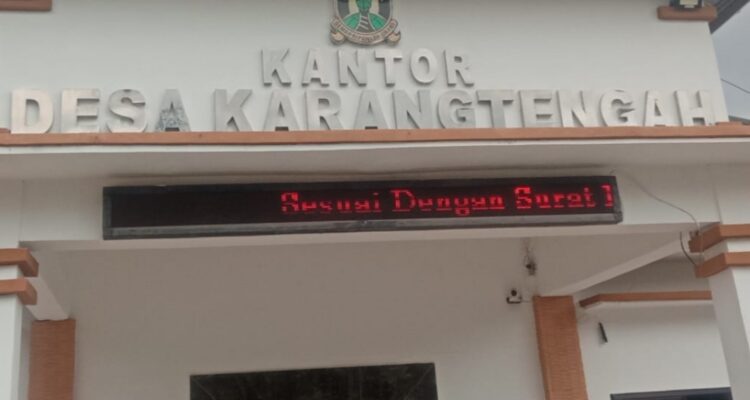 KANTOR
DESA KARANGTENGAH
Sesuai Dengan Surat